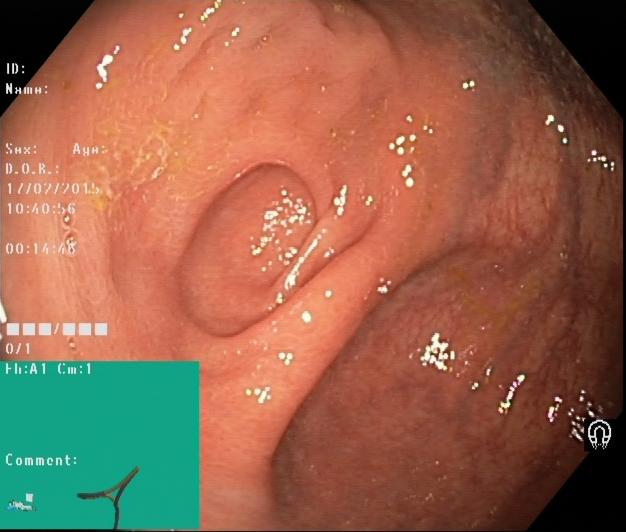 ID:
Name:
Sex: Age:
D.O.B.:
17/02/2015
10:40:56
00:14:48
0/1
Eh:A1 Cm:1
Comment: